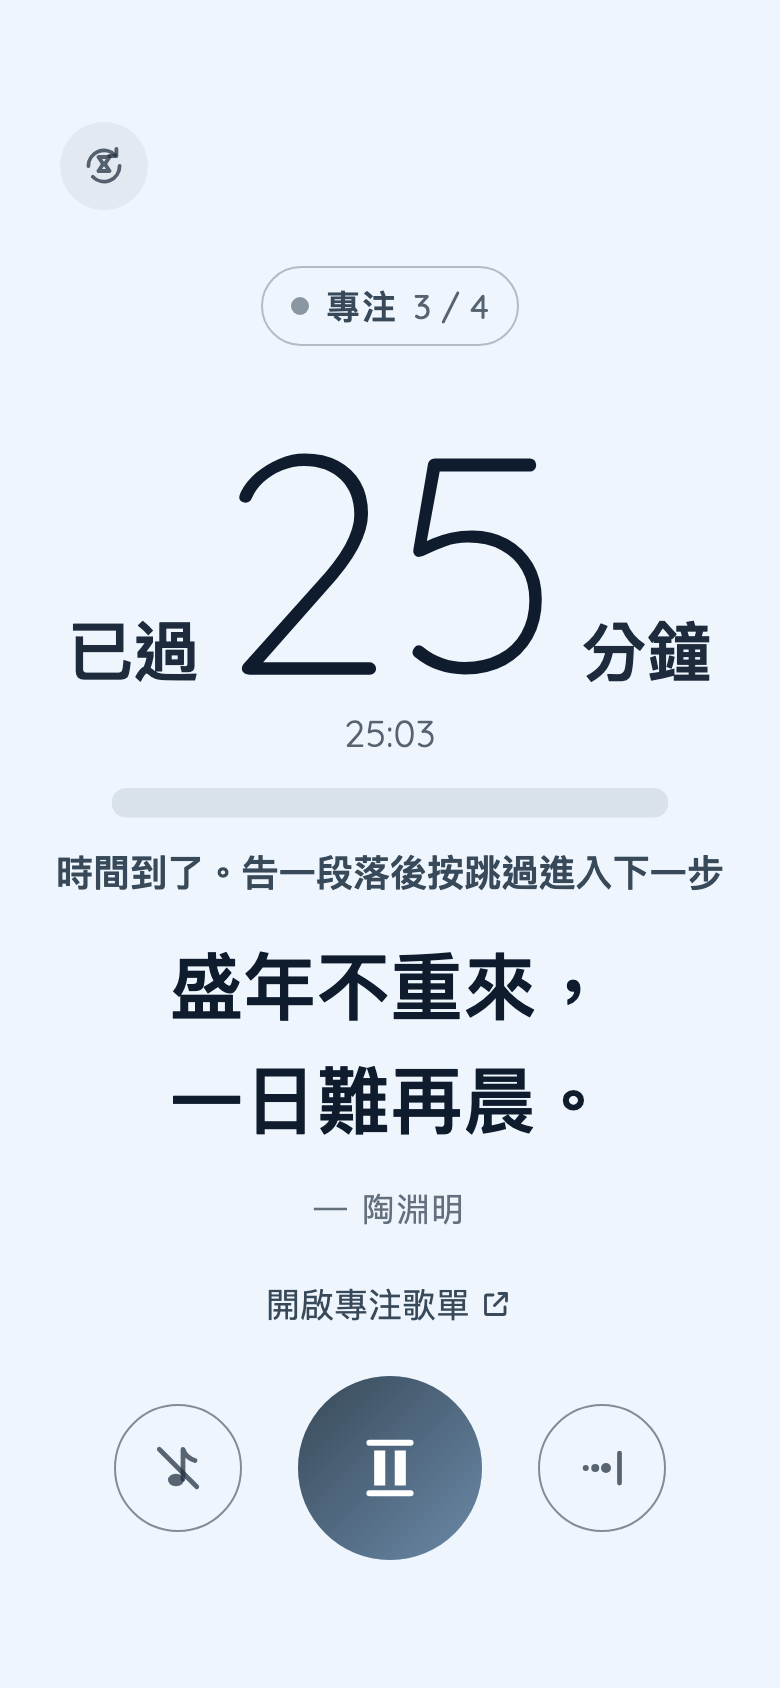 專注 3 / 4
已過 25 分鐘
25:03
時間到了。告一段落後按跳過進入下一步
盛年不重來，
一日難再晨。
— 陶淵明
開啟專注歌單